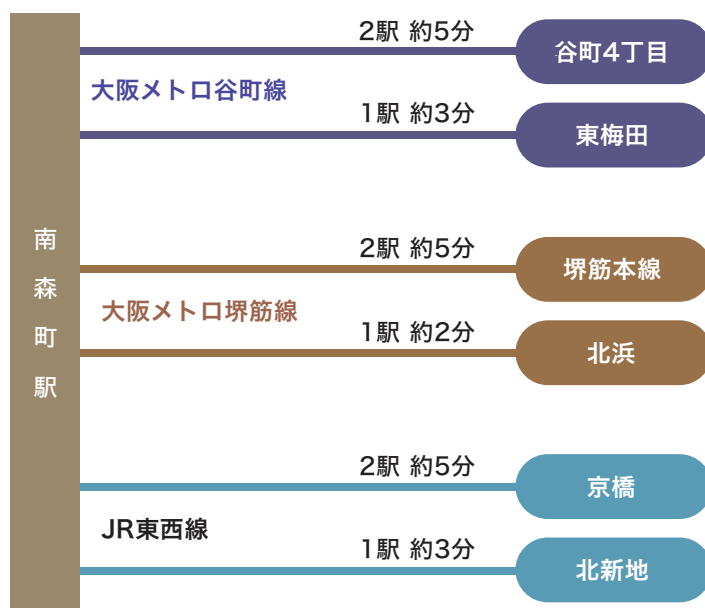 南森町駅
2駅 約5分
谷町4丁目
大阪メトロ谷町線
1駅 約3分
東梅田
2駅 約5分
堺筋本線
大阪メトロ堺筋線
1駅 約2分
北浜
2駅 約5分
京橋
JR東西線
1駅 約3分
北新地